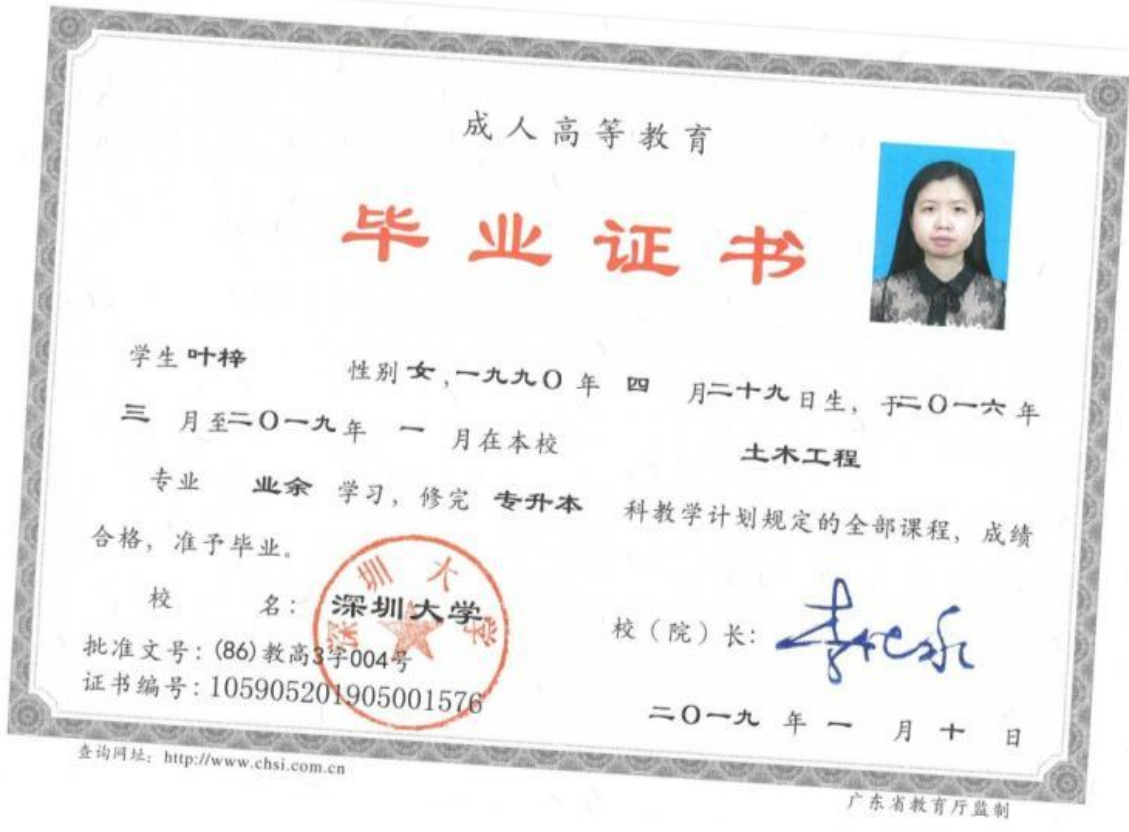 成人高等教育
毕业证书
学生 叶梓 性别 女,一九九〇 年 四 月二十九日生，于二〇一六年
三 月至二〇一九年 一 月在本校 土木工程
专业 业余 学习，修完 专升本 科教学计划规定的全部课程，成绩
合格，准予毕业。
校 名：深圳大学
深圳大学
校（院）长：
批准文号：(86)教高3字004号
证书编号：105905201905001576
二〇一九 年 一 月 十 日
查询网址：http://www.chsi.com.cn
广东省教育厅监制